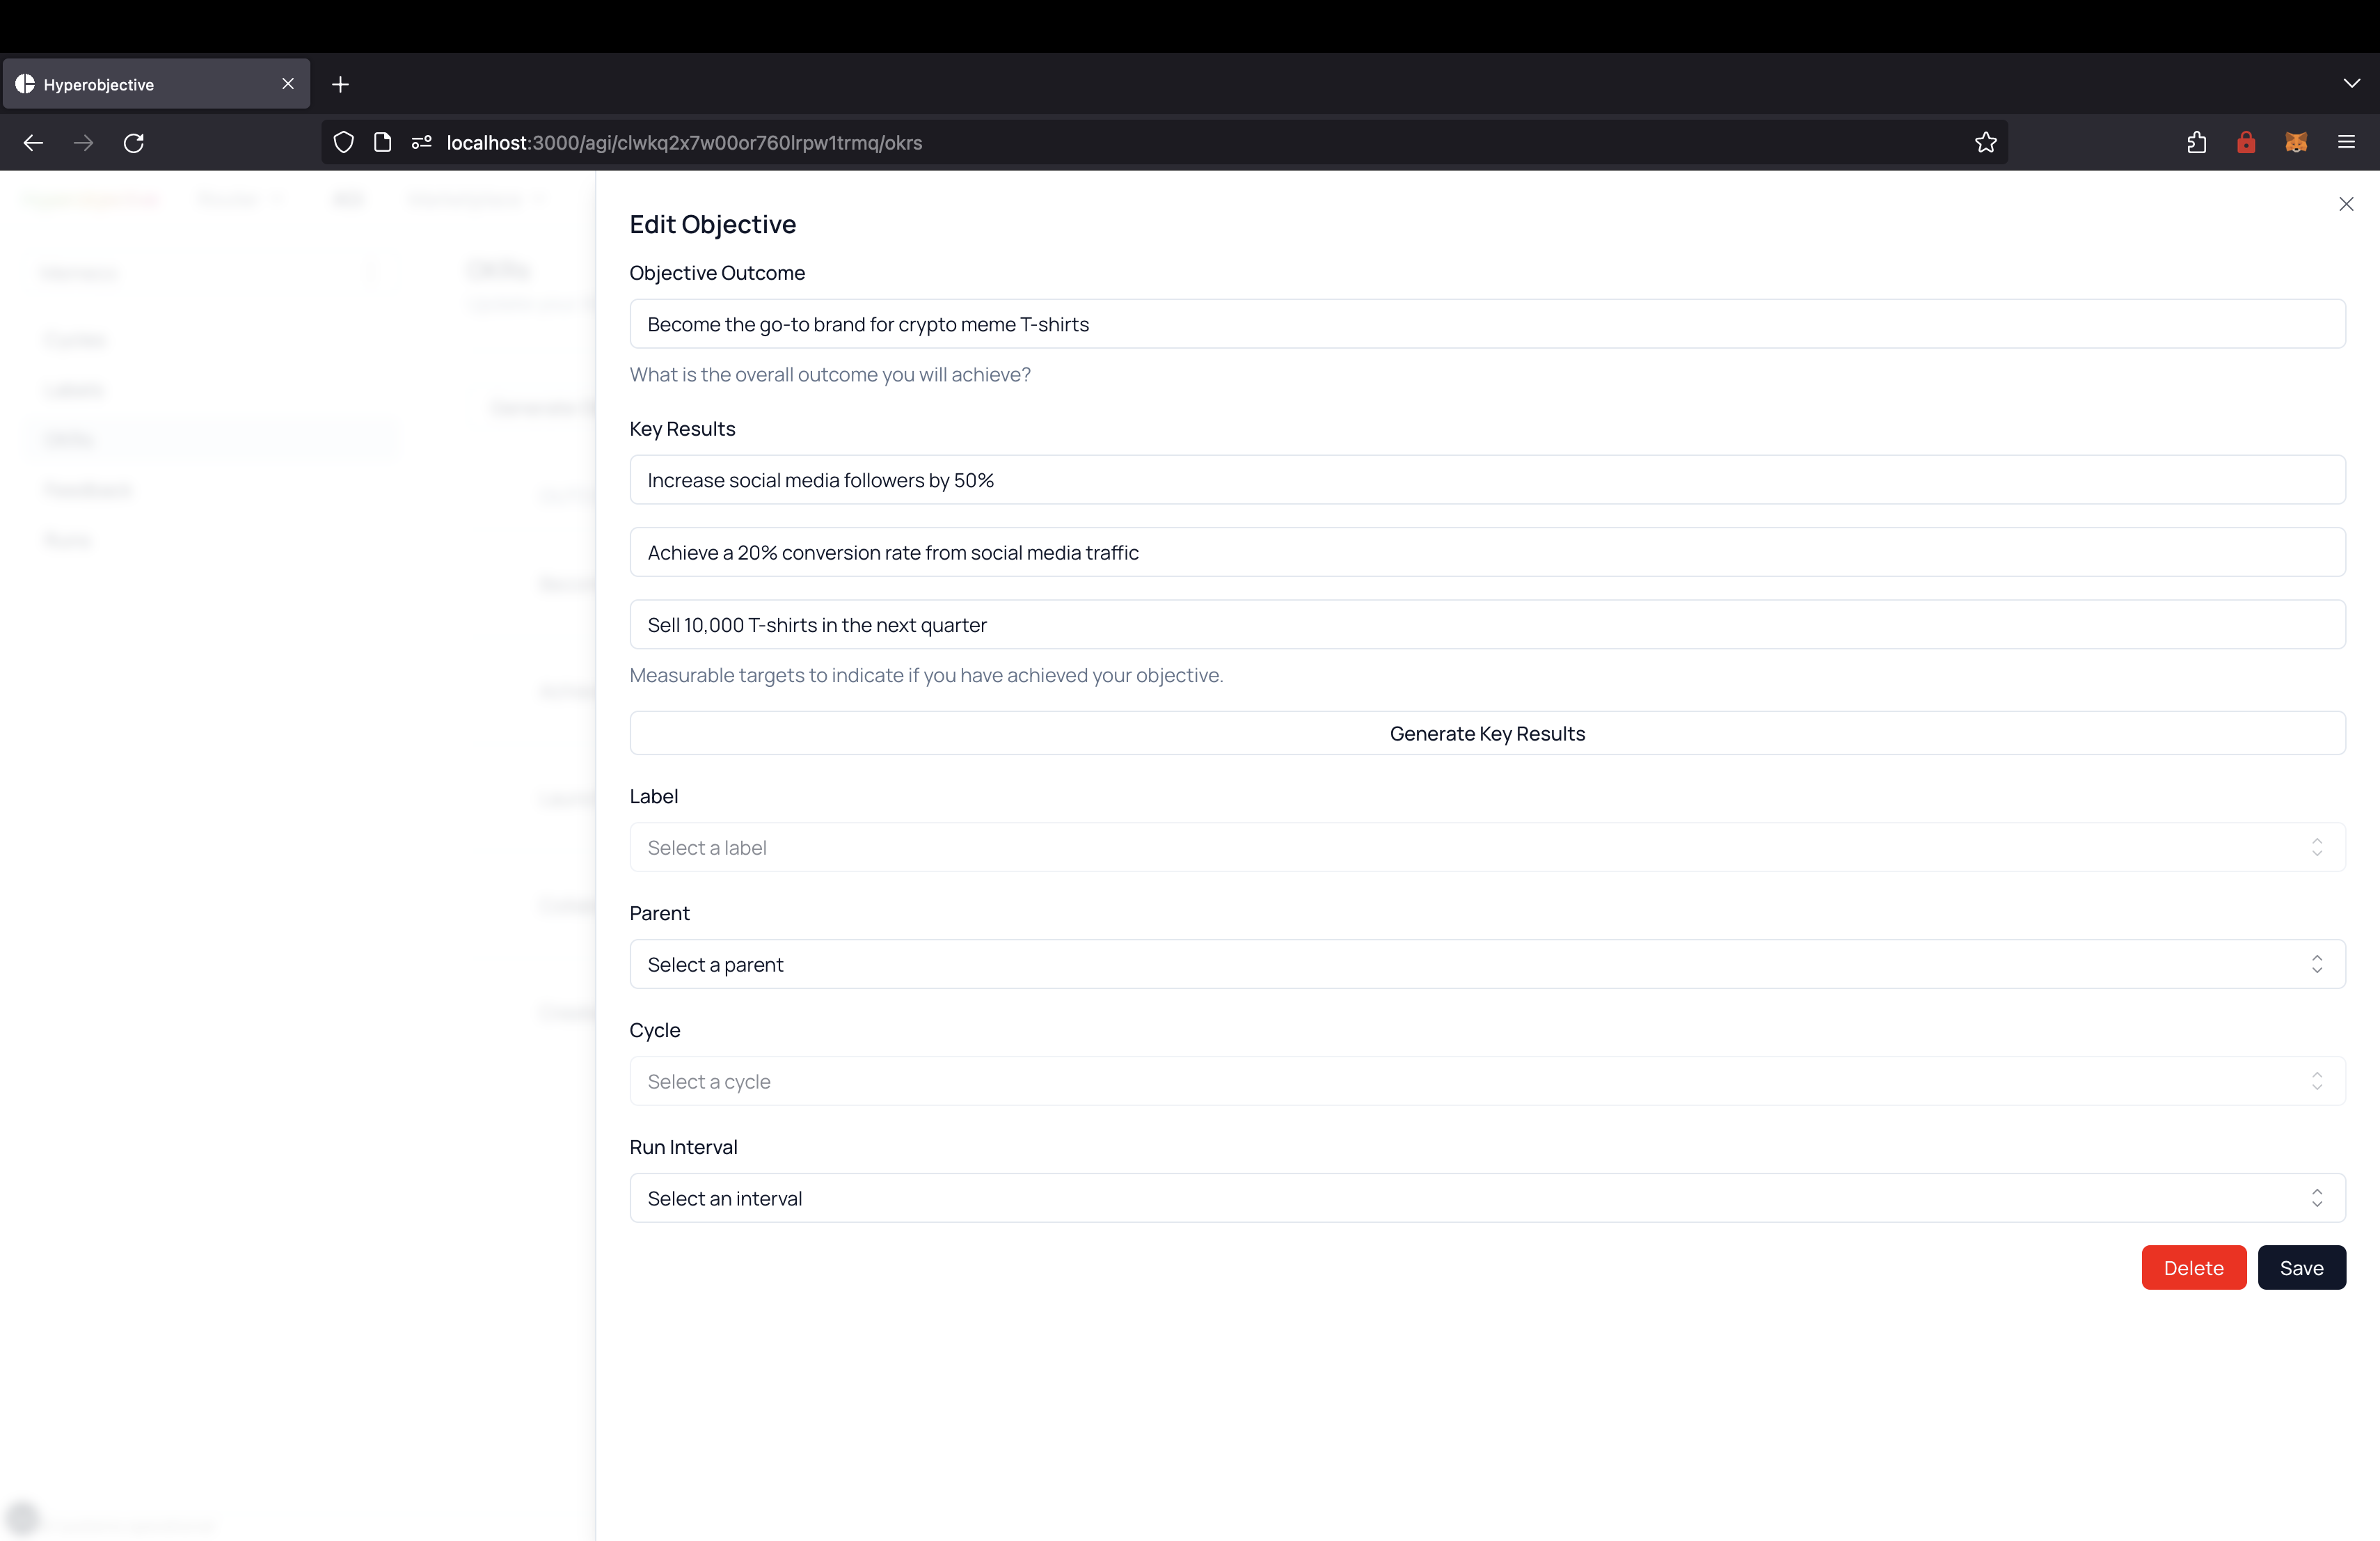 Hyperobjective
localhost:3000/agi/clwkq2x7w00or760lrpw1trmq/okrs
Edit Objective
Objective Outcome
Become the go-to brand for crypto meme T-shirts
What is the overall outcome you will achieve?
Key Results
Increase social media followers by 50%
Achieve a 20% conversion rate from social media traffic
Sell 10,000 T-shirts in the next quarter
Measurable targets to indicate if you have achieved your objective.
Generate Key Results
Label
Select a label
Parent
Select a parent
Cycle
Select a cycle
Run Interval
Select an interval
Delete
Save